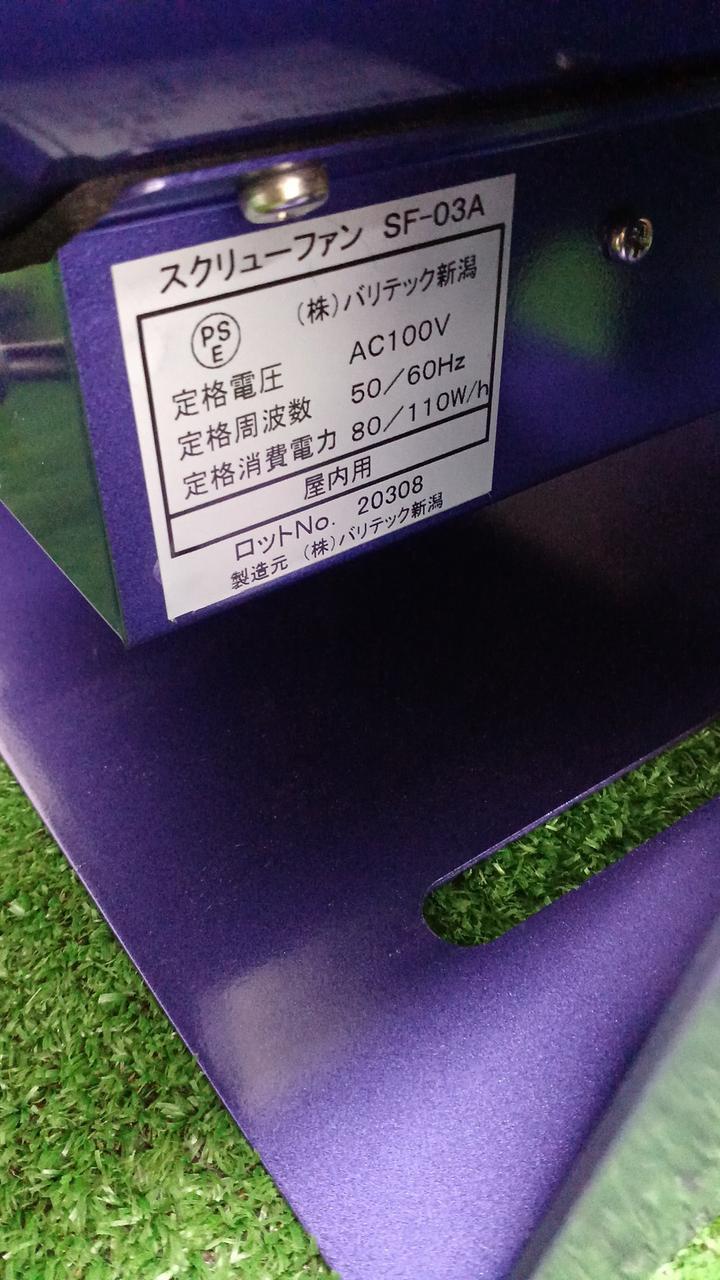 スクリューファン SF-03A
PS
E
(株)バリテック新潟
定格電圧 AC100V
定格周波数 50/60Hz
定格消費電力 80/110W/h
屋内用
ロットNo. 20308
製造元 (株)バリテック新潟